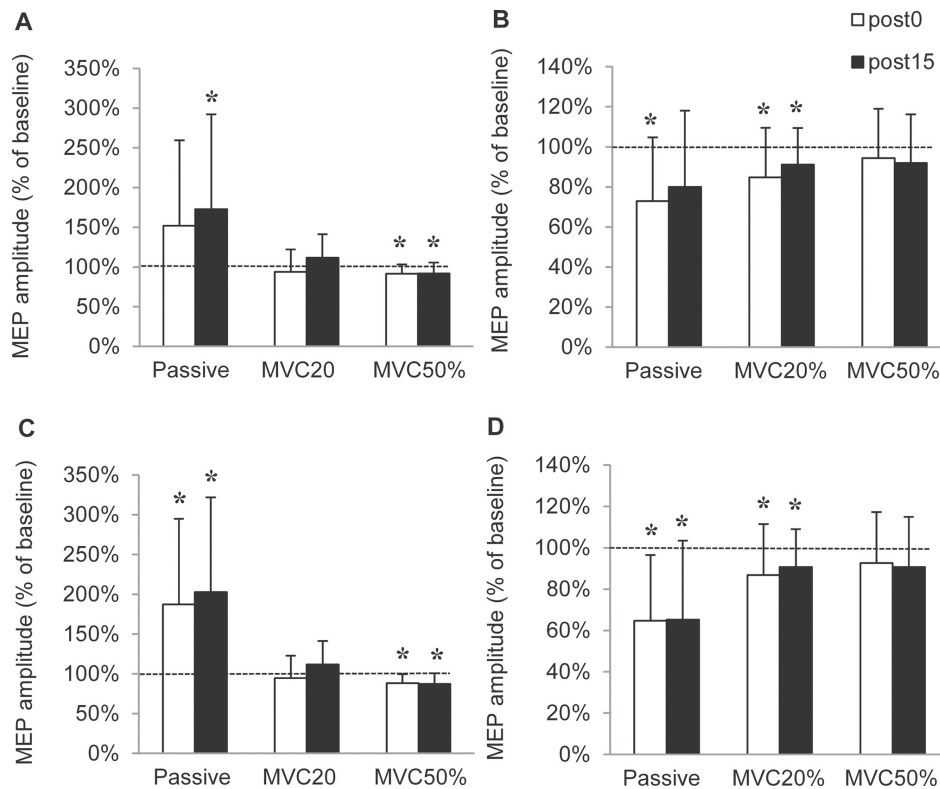 A
MEP amplitude (% of baseline)
350%
300%
250%
200%
150%
100%
50%
0%
*
* *
Passive MVC20 MVC50%
B
post0
post15
MEP amplitude (% of baseline)
140%
120%
100%
80%
60%
40%
20%
0%
*
* *
Passive MVC20% MVC50%
C
MEP amplitude (% of baseline)
350%
300%
250%
200%
150%
100%
50%
0%
* *
* *
Passive MVC20 MVC50%
D
MEP amplitude (% of baseline)
140%
120%
100%
80%
60%
40%
20%
0%
* *
* *
Passive MVC20% MVC50%